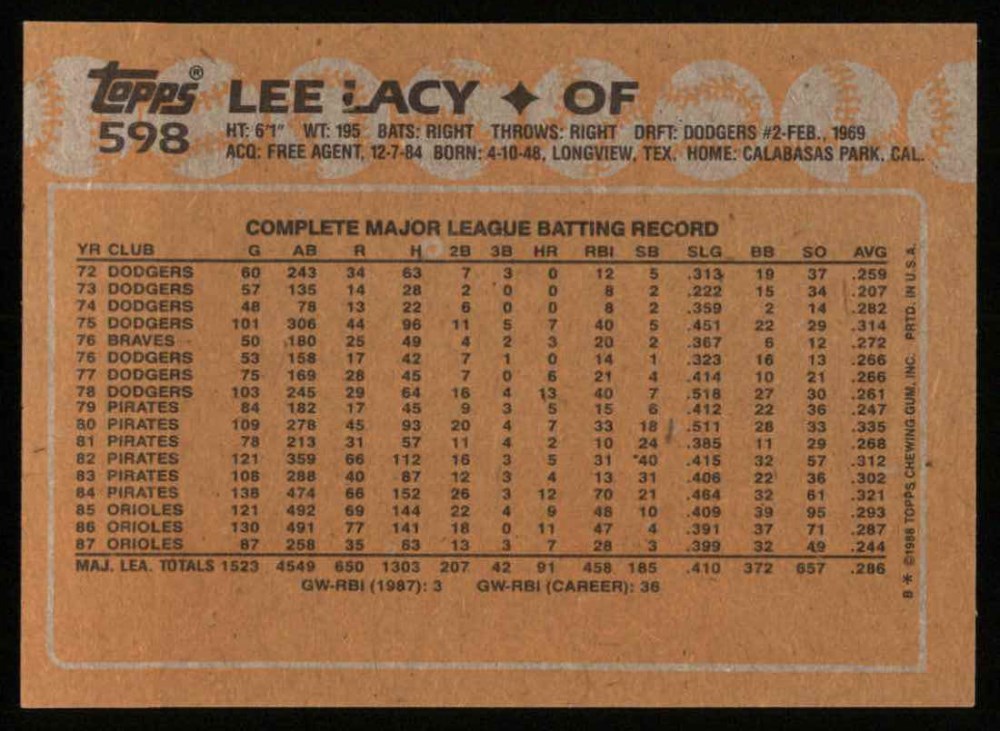 topps® LEE LACY ✦ OF
598 HT: 6'1" WT: 195 BATS: RIGHT THROWS: RIGHT DRFT: DODGERS #2-FEB., 1969
ACQ: FREE AGENT, 12-7-84 BORN: 4-10-48, LONGVIEW, TEX. HOME: CALABASAS PARK, CAL.
COMPLETE MAJOR LEAGUE BATTING RECORD
YR CLUB G AB R H 2B 3B HR RBI SB SLG BB SO AVG
72 DODGERS 60 243 34 63 7 3 0 12 5 .313 19 37 .259
73 DODGERS 57 135 14 28 2 0 0 8 2 .222 15 34 .207
74 DODGERS 48 78 13 22 6 0 0 8 2 .359 2 14 .282
75 DODGERS 101 306 44 96 11 5 7 40 5 .451 22 29 .314
76 BRAVES 50 180 25 49 4 2 3 20 2 .367 6 12 .272
76 DODGERS 53 158 17 42 7 1 0 14 1 .323 16 13 .266
77 DODGERS 75 169 28 45 7 0 6 21 4 .414 10 21 .266
78 DODGERS 103 245 29 64 16 4 13 40 7 .518 27 30 .261
79 PIRATES 84 182 17 45 9 3 5 15 6 .412 22 36 .247
80 PIRATES 109 278 45 93 20 4 7 33 18 .511 28 33 .335
81 PIRATES 78 213 31 57 11 4 2 10 24 .385 11 29 .268
82 PIRATES 121 359 66 112 16 3 5 31 40 .415 32 57 .312
83 PIRATES 108 288 40 87 12 3 4 13 31 .406 22 36 .302
84 PIRATES 138 474 66 152 26 3 12 70 21 .464 32 61 .321
85 ORIOLES 121 492 69 144 22 4 9 48 10 .409 39 95 .293
86 ORIOLES 130 491 77 141 18 0 11 47 4 .391 37 71 .287
87 ORIOLES 87 258 35 63 13 3 7 28 3 .399 32 49 .244
MAJ. LEA. TOTALS 1523 4549 650 1303 207 42 91 458 185 .410 372 657 .286
GW-RBI (1987): 3 GW-RBI (CAREER): 36
B * ©1988 TOPPS CHEWING GUM, INC. PRTD. IN U.S.A.